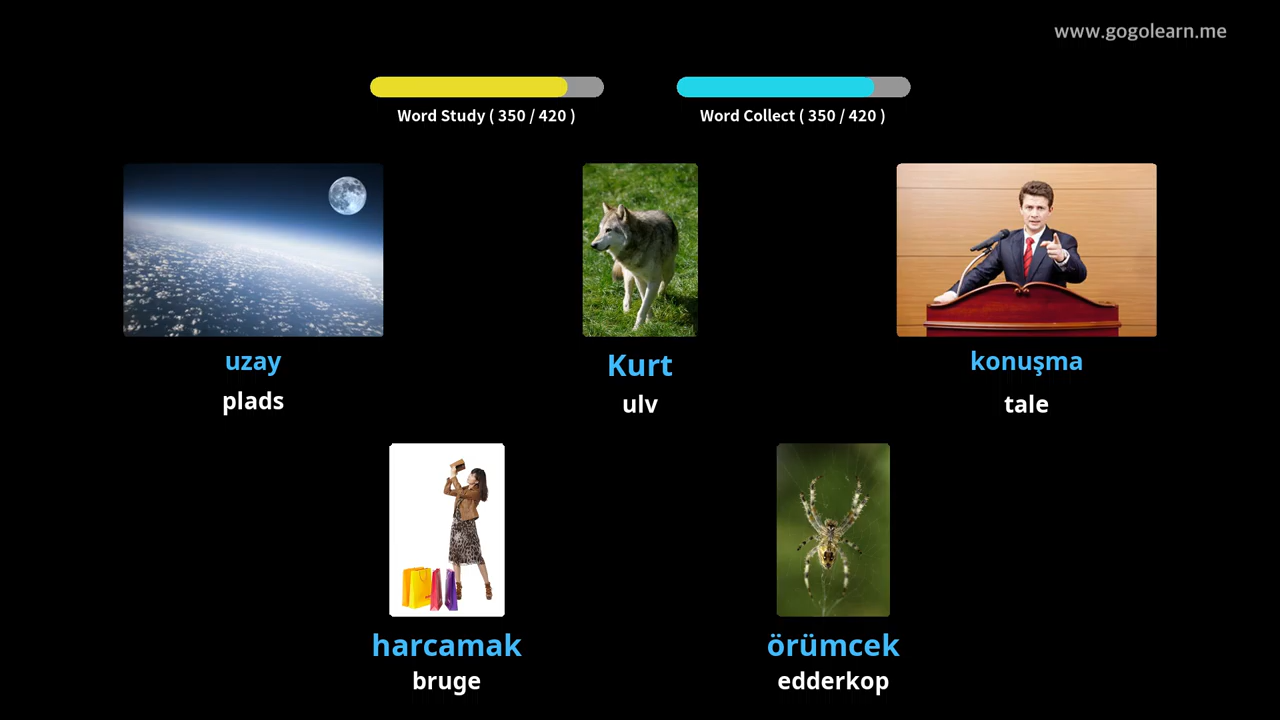 www.gogolearn.me
Word Study ( 350 / 420 )
Word Collect ( 350 / 420 )
uzay
plads
Kurt
ulv
konuşma
tale
harcamak
bruge
örümcek
edderkop